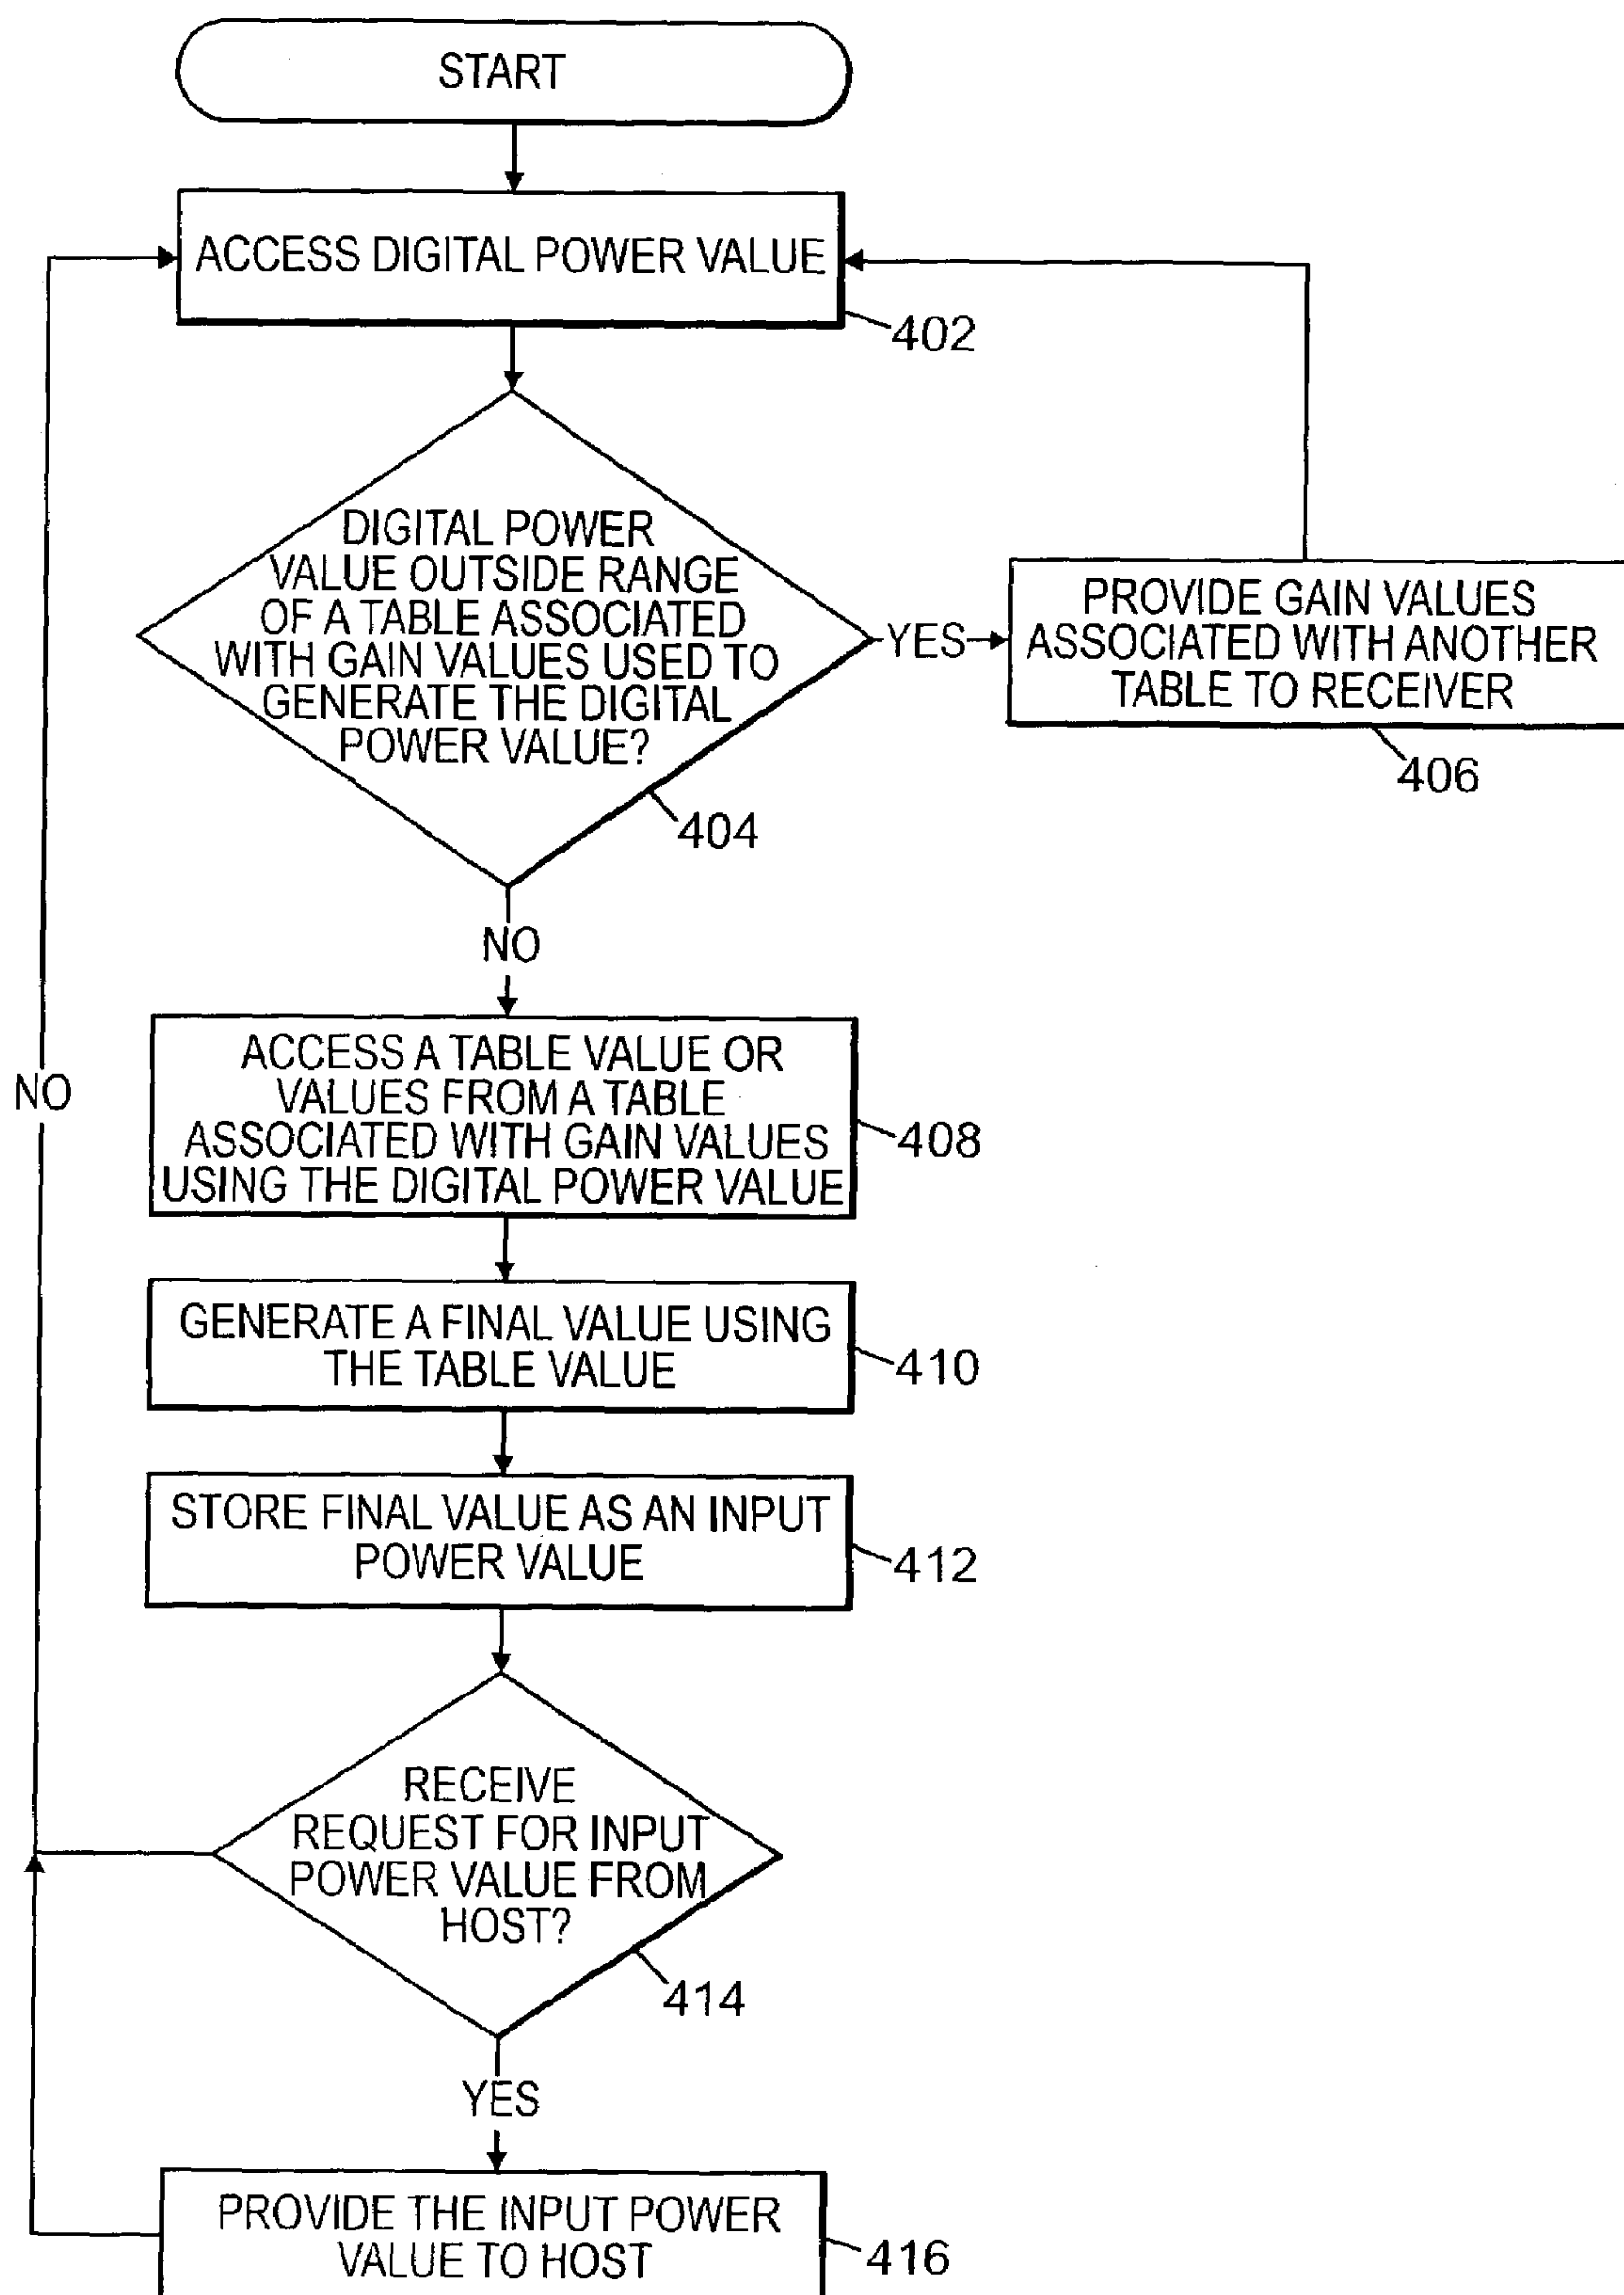 START
ACCESS DIGITAL POWER VALUE
402
DIGITAL POWER
VALUE OUTSIDE RANGE
OF A TABLE ASSOCIATED
WITH GAIN VALUES USED TO
GENERATE THE DIGITAL
POWER VALUE?
404
YES
PROVIDE GAIN VALUES
ASSOCIATED WITH ANOTHER
TABLE TO RECEIVER
406
NO
NO
ACCESS A TABLE VALUE OR
VALUES FROM A TABLE
ASSOCIATED WITH GAIN VALUES
USING THE DIGITAL POWER VALUE
408
GENERATE A FINAL VALUE USING
THE TABLE VALUE
410
STORE FINAL VALUE AS AN INPUT
POWER VALUE
412
RECEIVE
REQUEST FOR INPUT
POWER VALUE FROM
HOST?
414
YES
PROVIDE THE INPUT POWER
VALUE TO HOST
416